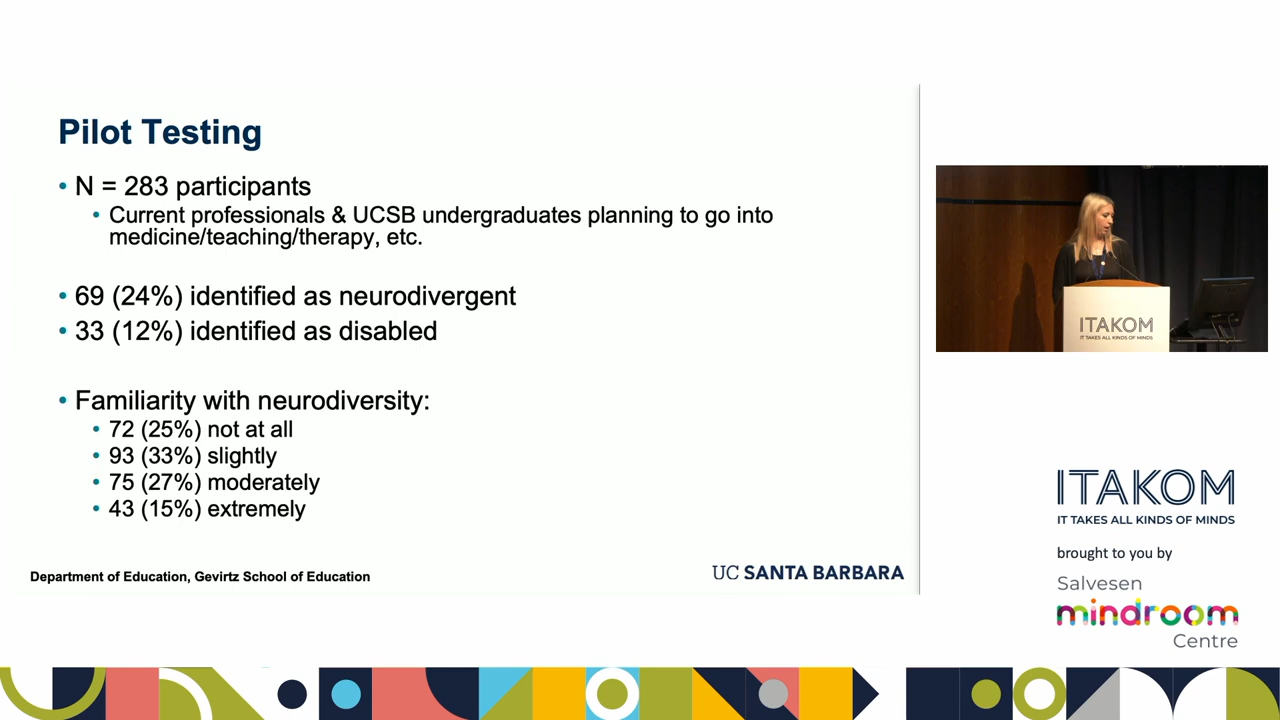 Pilot Testing
• N = 283 participants
• Current professionals & UCSB undergraduates planning to go into
medicine/teaching/therapy, etc.
• 69 (24%) identified as neurodivergent
• 33 (12%) identified as disabled
• Familiarity with neurodiversity:
• 72 (25%) not at all
• 93 (33%) slightly
• 75 (27%) moderately
• 43 (15%) extremely
Department of Education, Gevirtz School of Education
UC SANTA BARBARA
ITAKOM
IT TAKES ALL KINDS OF MINDS
ITAKOM
IT TAKES ALL KINDS OF MINDS
brought to you by
Salvesen
mindroom
Centre